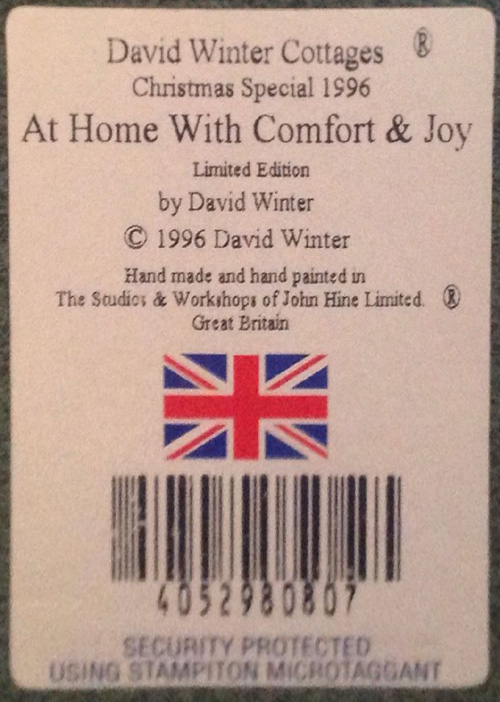 David Winter Cottages ®
Christmas Special 1996
At Home With Comfort & Joy
Limited Edition
by David Winter
© 1996 David Winter
Hand made and hand painted in
The Studios & Workshops of John Hine Limited. ®
Great Britain
4052980807
SECURITY PROTECTED
USING STAMPITON MICROTAGGANT